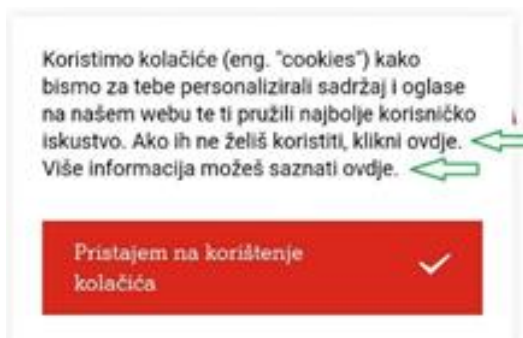 Koristimo kolačiće (eng. "cookies") kako
bismo za tebe personalizirali sadržaj i oglase
na našem webu te ti pružili najbolje korisničko
iskustvo. Ako ih ne želiš koristiti, klikni ovdje.
Više informacija možeš saznati ovdje.
Pristajem na korištenje
kolačića